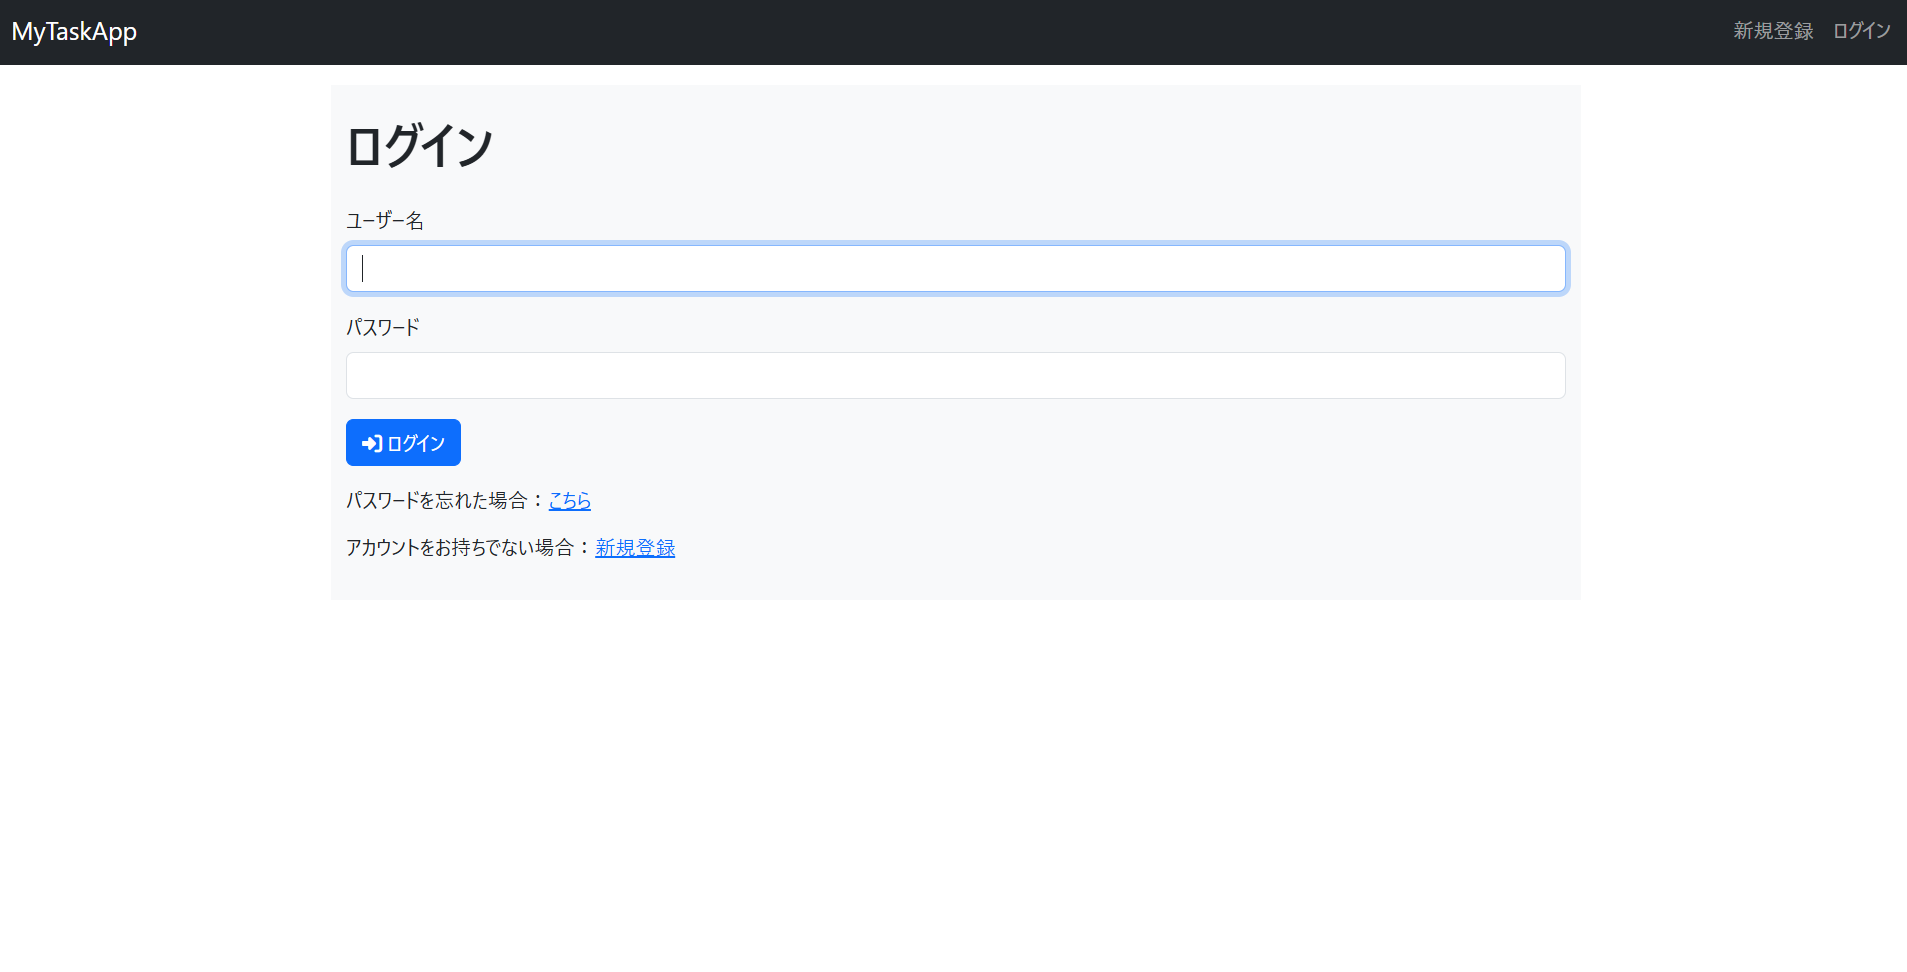 MyTaskApp
新規登録 ログイン
ログイン
ユーザー名
パスワード
ログイン
パスワードを忘れた場合：こちら
アカウントをお持ちでない場合：新規登録